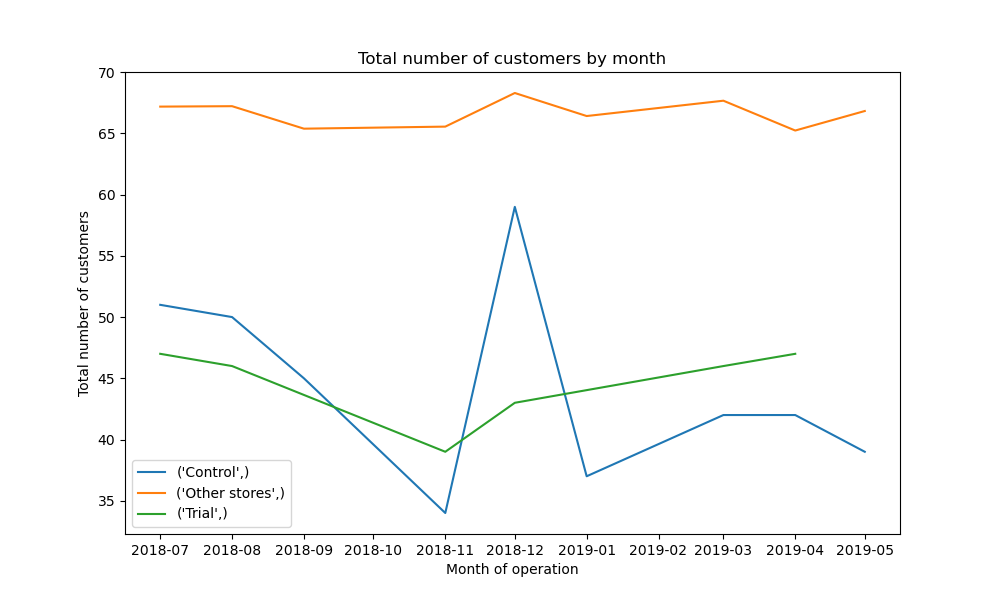 Total number of customers by month
Total number of customers
70
65
60
55
50
45
40
35
('Control',)
('Other stores',)
('Trial',)
2018-07 2018-08 2018-09 2018-10 2018-11 2018-12 2019-01 2019-02 2019-03 2019-04 2019-05
Month of operation